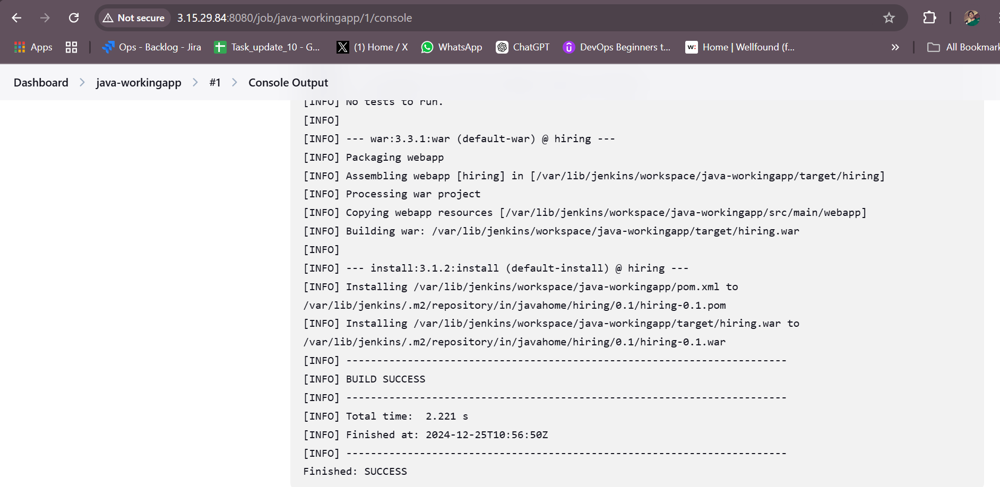 Not secure 3.15.29.84:8080/job/java-workingapp/1/console
Apps Ops - Backlog - Jira Task_update_10 - G... (1) Home / X WhatsApp ChatGPT DevOps Beginners t... w: Home | Wellfound (f... » All Bookmark
Dashboard > java-workingapp > #1 > Console Output
[INFO] No tests to run.
[INFO]
[INFO] --- war:3.3.1:war (default-war) @ hiring ---
[INFO] Packaging webapp
[INFO] Assembling webapp [hiring] in [/var/lib/jenkins/workspace/java-workingapp/target/hiring]
[INFO] Processing war project
[INFO] Copying webapp resources [/var/lib/jenkins/workspace/java-workingapp/src/main/webapp]
[INFO] Building war: /var/lib/jenkins/workspace/java-workingapp/target/hiring.war
[INFO]
[INFO] --- install:3.1.2:install (default-install) @ hiring ---
[INFO] Installing /var/lib/jenkins/workspace/java-workingapp/pom.xml to
/var/lib/jenkins/.m2/repository/in/javahome/hiring/0.1/hiring-0.1.pom
[INFO] Installing /var/lib/jenkins/workspace/java-workingapp/target/hiring.war to
/var/lib/jenkins/.m2/repository/in/javahome/hiring/0.1/hiring-0.1.war
[INFO] ------------------------------------------------------------------------
[INFO] BUILD SUCCESS
[INFO] ------------------------------------------------------------------------
[INFO] Total time:  2.221 s
[INFO] Finished at: 2024-12-25T10:56:50Z
[INFO] ------------------------------------------------------------------------
Finished: SUCCESS